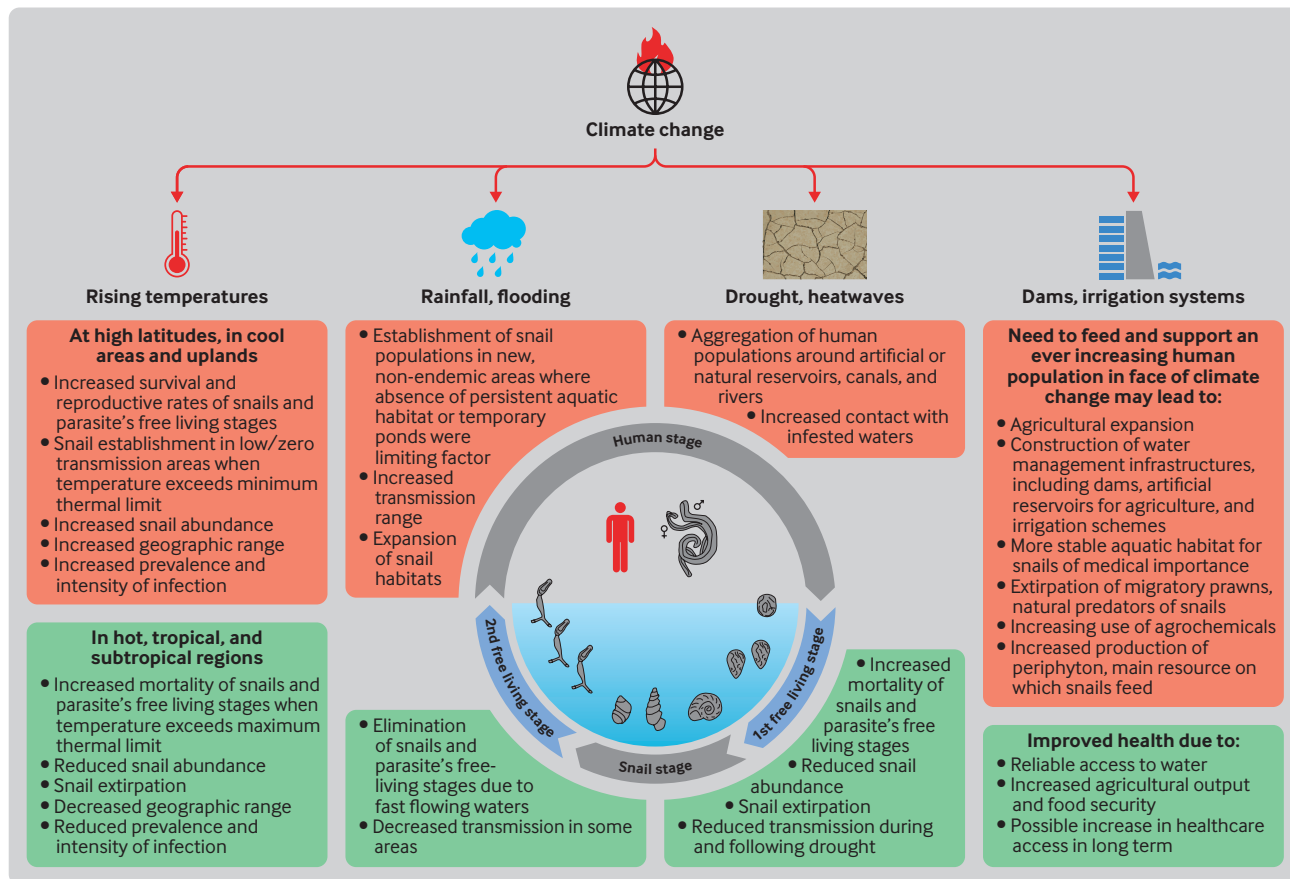 Climate change
Rising temperatures
At high latitudes, in cool
areas and uplands
• Increased survival and
reproductive rates of snails and
parasite's free living stages
• Snail establishment in low/zero
transmission areas when
temperature exceeds minimum
thermal limit
• Increased snail abundance
• Increased geographic range
• Increased prevalence and
intensity of infection
In hot, tropical, and
subtropical regions
• Increased mortality of snails and
parasite's free living stages when
temperature exceeds maximum
thermal limit
• Reduced snail abundance
• Snail extirpation
• Decreased geographic range
• Reduced prevalence and
intensity of infection
Rainfall, flooding
• Establishment of snail
populations in new,
non-endemic areas where
absence of persistent aquatic
habitat or temporary
ponds were
limiting factor
• Increased
transmission
range
• Expansion
of snail
habitats
• Elimination
of snails and
parasite's free-
living stages due to
fast flowing waters
• Decreased transmission in some
areas
Drought, heatwaves
• Aggregation of human
populations around artificial or
natural reservoirs, canals, and
rivers
• Increased contact with
infested waters
• Increased
mortality of
snails and
parasite's free
living stages
• Reduced snail
abundance
• Snail extirpation
• Reduced transmission during
and following drought
Human stage
♂
♀
1st free living stage
Snail stage
2nd free living stage
Dams, irrigation systems
Need to feed and support an
ever increasing human
population in face of climate
change may lead to:
• Agricultural expansion
• Construction of water
management infrastructures,
including dams, artificial
reservoirs for agriculture, and
irrigation schemes
• More stable aquatic habitat for
snails of medical importance
• Extirpation of migratory prawns,
natural predators of snails
• Increasing use of agrochemicals
• Increased production of
periphyton, main resource on
which snails feed
Improved health due to:
• Reliable access to water
• Increased agricultural output
and food security
• Possible increase in healthcare
access in long term